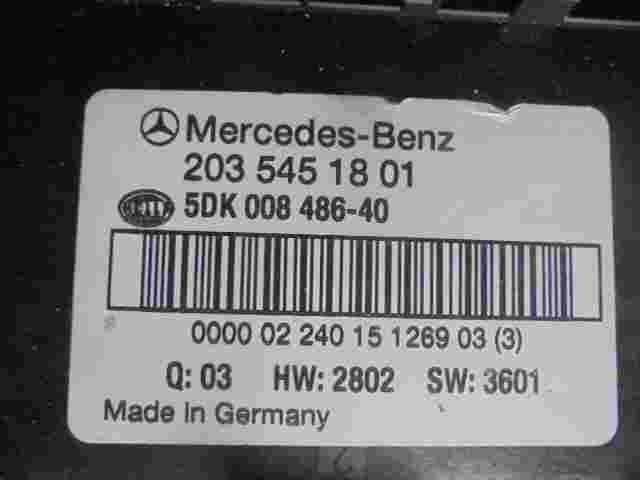 Mercedes-Benz
203 545 18 01
HELLA 5DK 008 486-40
0000 02 240 15 1269 03 (3)
Q: 03 HW: 2802 SW: 3601
Made in Germany